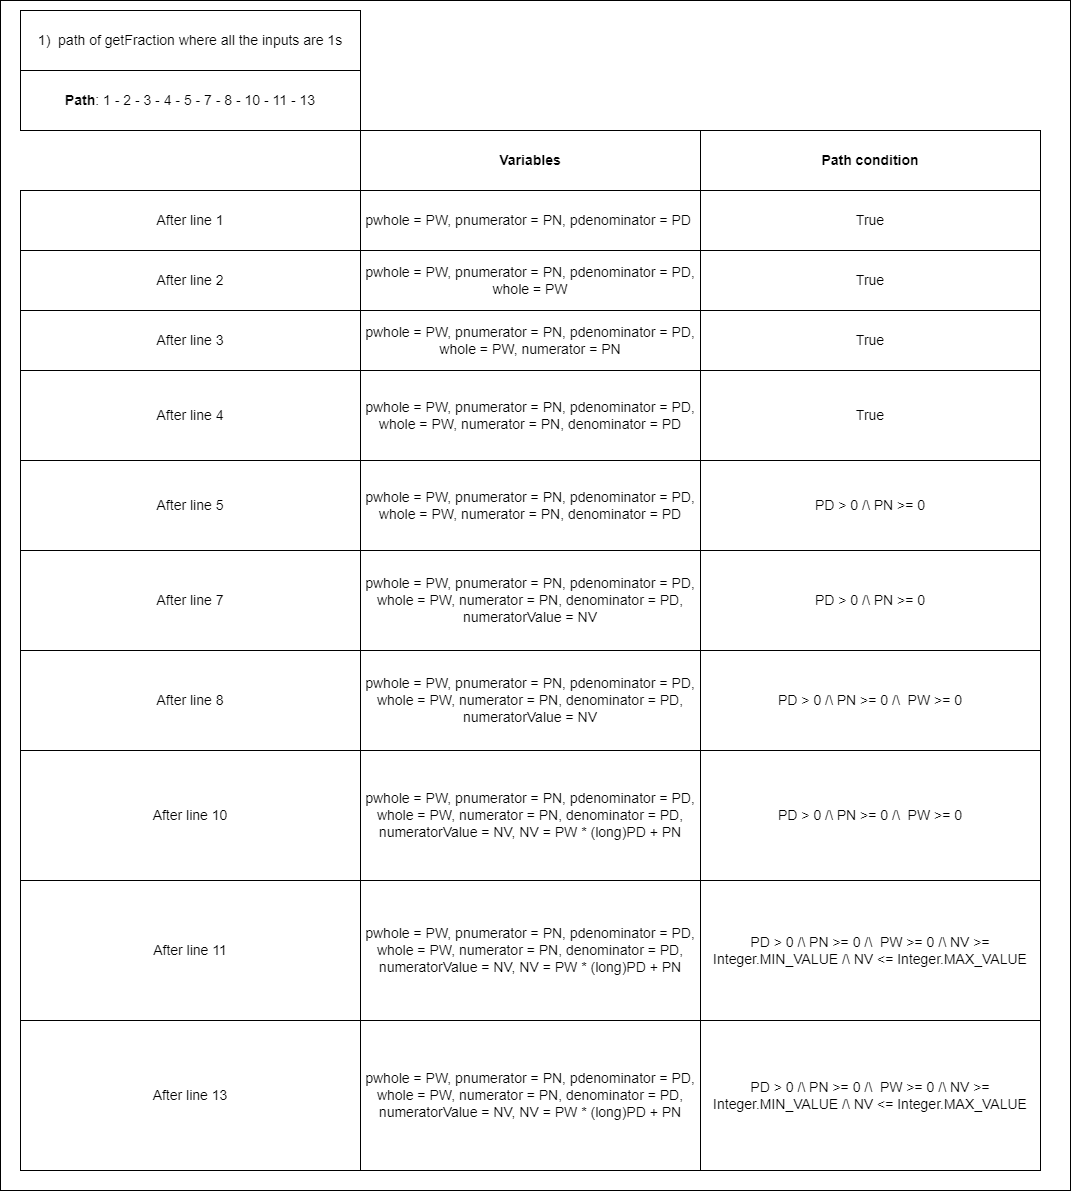 1)  path of getFraction where all the inputs are 1s
Path: 1 - 2 - 3 - 4 - 5 - 7 - 8 - 10 - 11 - 13
Variables
Path condition
After line 1
pwhole = PW, pnumerator = PN, pdenominator = PD
True
After line 2
pwhole = PW, pnumerator = PN, pdenominator = PD,
whole = PW
True
After line 3
pwhole = PW, pnumerator = PN, pdenominator = PD,
whole = PW, numerator = PN
True
After line 4
pwhole = PW, pnumerator = PN, pdenominator = PD,
whole = PW, numerator = PN, denominator = PD
True
After line 5
pwhole = PW, pnumerator = PN, pdenominator = PD,
whole = PW, numerator = PN, denominator = PD
PD > 0 /\ PN >= 0
After line 7
pwhole = PW, pnumerator = PN, pdenominator = PD,
whole = PW, numerator = PN, denominator = PD,
numeratorValue = NV
PD > 0 /\ PN >= 0
After line 8
pwhole = PW, pnumerator = PN, pdenominator = PD,
whole = PW, numerator = PN, denominator = PD,
numeratorValue = NV
PD > 0 /\ PN >= 0 /\  PW >= 0
After line 10
pwhole = PW, pnumerator = PN, pdenominator = PD,
whole = PW, numerator = PN, denominator = PD,
numeratorValue = NV, NV = PW * (long)PD + PN
PD > 0 /\ PN >= 0 /\  PW >= 0
After line 11
pwhole = PW, pnumerator = PN, pdenominator = PD,
whole = PW, numerator = PN, denominator = PD,
numeratorValue = NV, NV = PW * (long)PD + PN
PD > 0 /\ PN >= 0 /\  PW >= 0 /\ NV >=
Integer.MIN_VALUE /\ NV <= Integer.MAX_VALUE
After line 13
pwhole = PW, pnumerator = PN, pdenominator = PD,
whole = PW, numerator = PN, denominator = PD,
numeratorValue = NV, NV = PW * (long)PD + PN
PD > 0 /\ PN >= 0 /\  PW >= 0 /\ NV >=
Integer.MIN_VALUE /\ NV <= Integer.MAX_VALUE